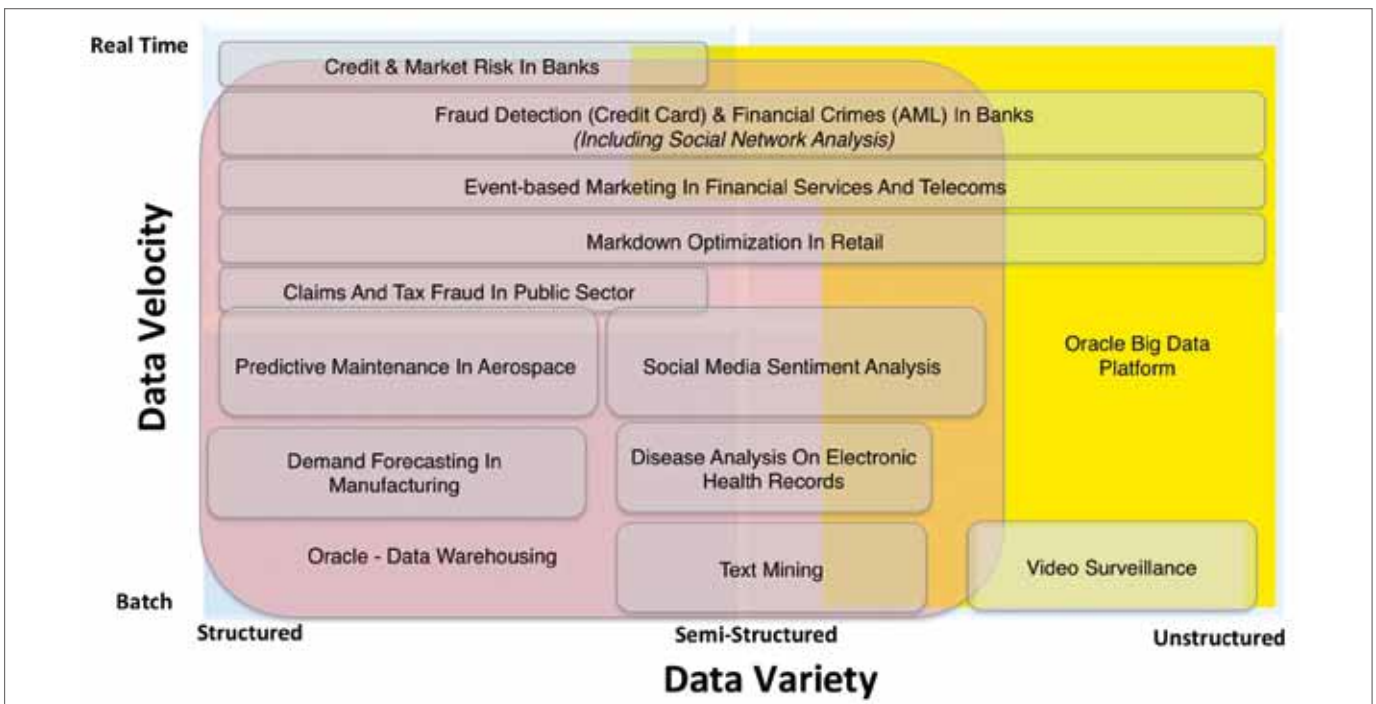 Real Time
Credit & Market Risk In Banks
Fraud Detection (Credit Card) & Financial Crimes (AML) In Banks
(Including Social Network Analysis)
Event-based Marketing In Financial Services And Telecoms
Markdown Optimization In Retail
Claims And Tax Fraud In Public Sector
Data Velocity
Predictive Maintenance In Aerospace
Social Media Sentiment Analysis
Oracle Big Data
Platform
Demand Forecasting In
Manufacturing
Disease Analysis On Electronic
Health Records
Oracle - Data Warehousing
Text Mining
Video Surveillance
Batch
Structured
Semi-Structured
Unstructured
Data Variety